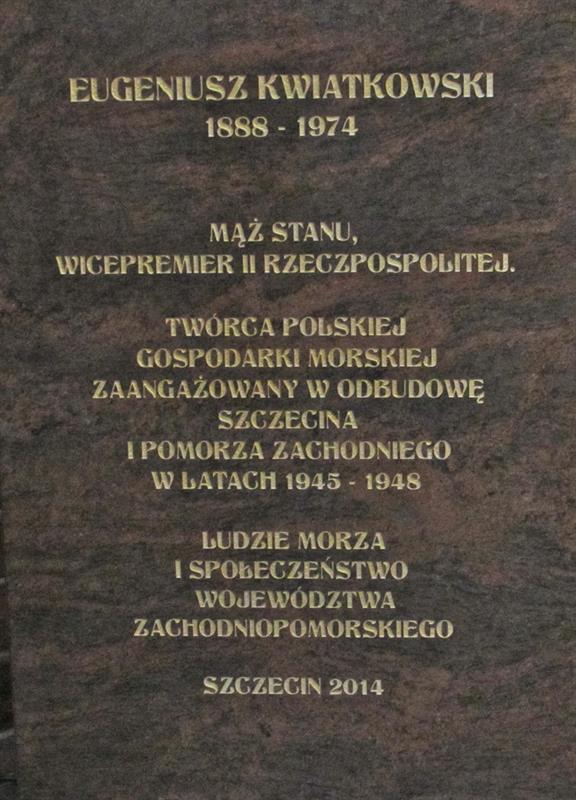 EUGENIUSZ KWIATKOWSKI
1888 - 1974
MĄŻ STANU,
WICEPREMIER II RZECZPOSPOLITEJ.
TWÓRCA POLSKIEJ
GOSPODARKI MORSKIEJ
ZAANGAŻOWANY W ODBUDOWĘ
SZCZECINA
I POMORZA ZACHODNIEGO
W LATACH 1945 - 1948
LUDZIE MORZA
I SPOŁECZEŃSTWO
WOJEWÓDZTWA
ZACHODNIOPOMORSKIEGO
SZCZECIN 2014